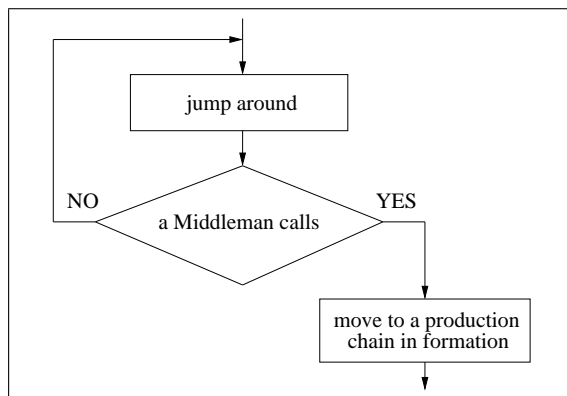 jump around
NO
YES
a Middleman calls
move to a production
chain in formation